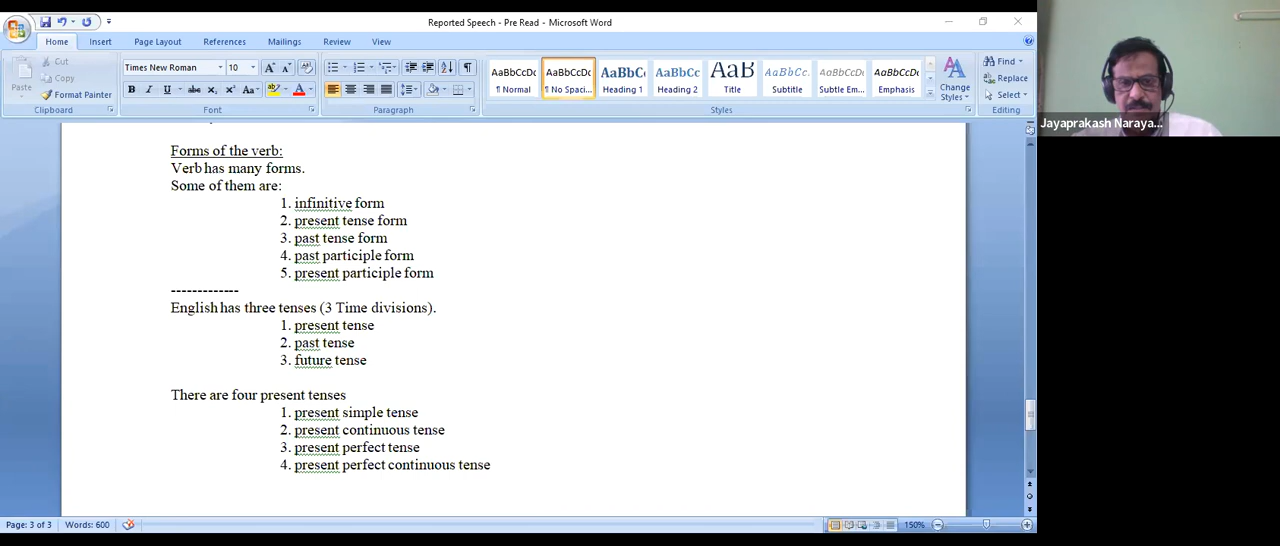 Reported Speech - Pre Read - Microsoft Word
Home Insert Page Layout References Mailings Review View
Cut
Copy
Paste
Format Painter
Clipboard
Times New Roman 10
Font
Paragraph
AaBbCcDc AaBbCcDc AaBbC AaBbCc AaB AaBbCc. AaBbCcDc AaBbCcDc
¶ Normal ¶ No Spaci... Heading 1 Heading 2 Title Subtitle Subtle Em... Emphasis
Styles
Change Styles
Find
Replace
Select
Editing
Jayaprakash Naraya...
Forms of the verb:
Verb has many forms.
Some of them are:
1. infinitive form
2. present tense form
3. past tense form
4. past participle form
5. present participle form
-------------
English has three tenses (3 Time divisions).
1. present tense
2. past tense
3. future tense
There are four present tenses
1. present simple tense
2. present continuous tense
3. present perfect tense
4. present perfect continuous tense
Page: 3 of 3 Words: 600 150%